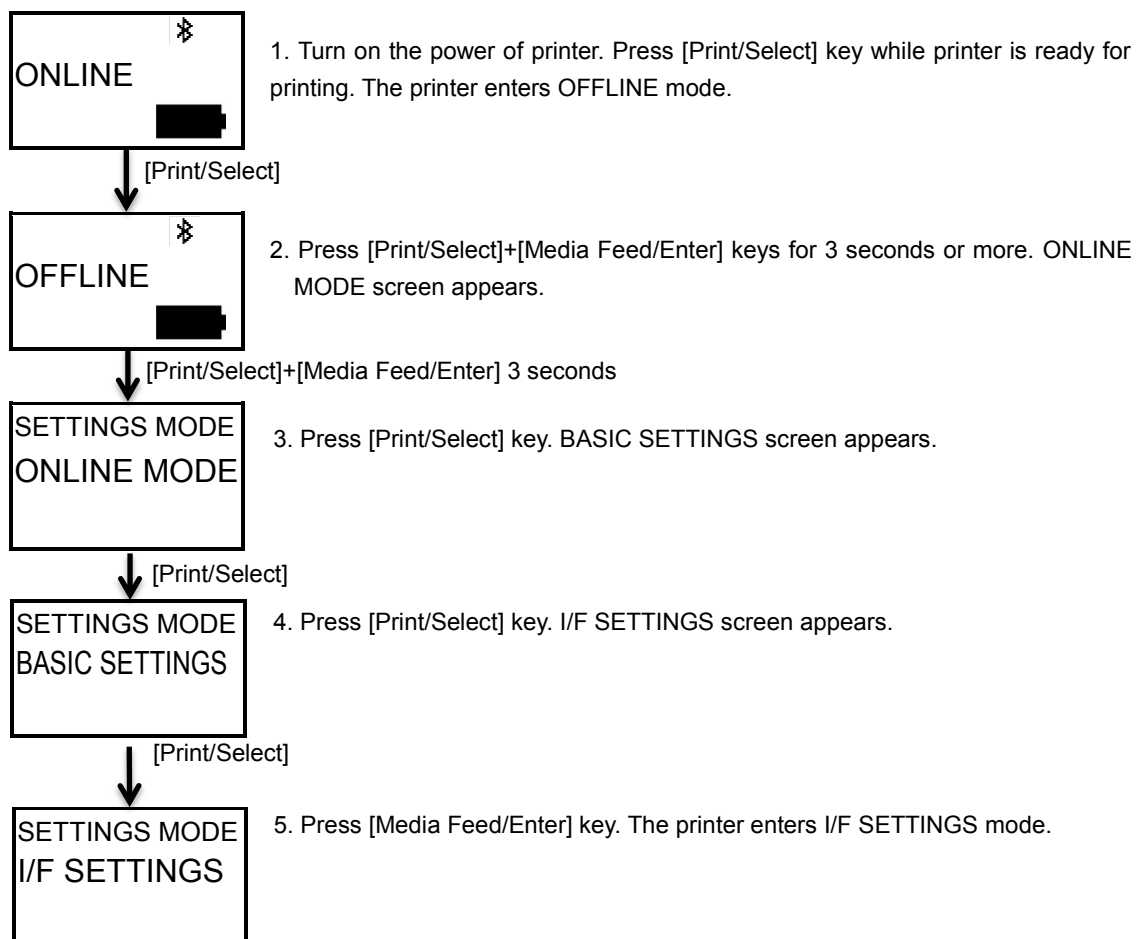 ONLINE
1. Turn on the power of printer. Press [Print/Select] key while printer is ready for
printing. The printer enters OFFLINE mode.
[Print/Select]
OFFLINE
2. Press [Print/Select]+[Media Feed/Enter] keys for 3 seconds or more. ONLINE
MODE screen appears.
[Print/Select]+[Media Feed/Enter] 3 seconds
SETTINGS MODE
ONLINE MODE
3. Press [Print/Select] key. BASIC SETTINGS screen appears.
[Print/Select]
SETTINGS MODE
BASIC SETTINGS
4. Press [Print/Select] key. I/F SETTINGS screen appears.
[Print/Select]
SETTINGS MODE
I/F SETTINGS
5. Press [Media Feed/Enter] key. The printer enters I/F SETTINGS mode.